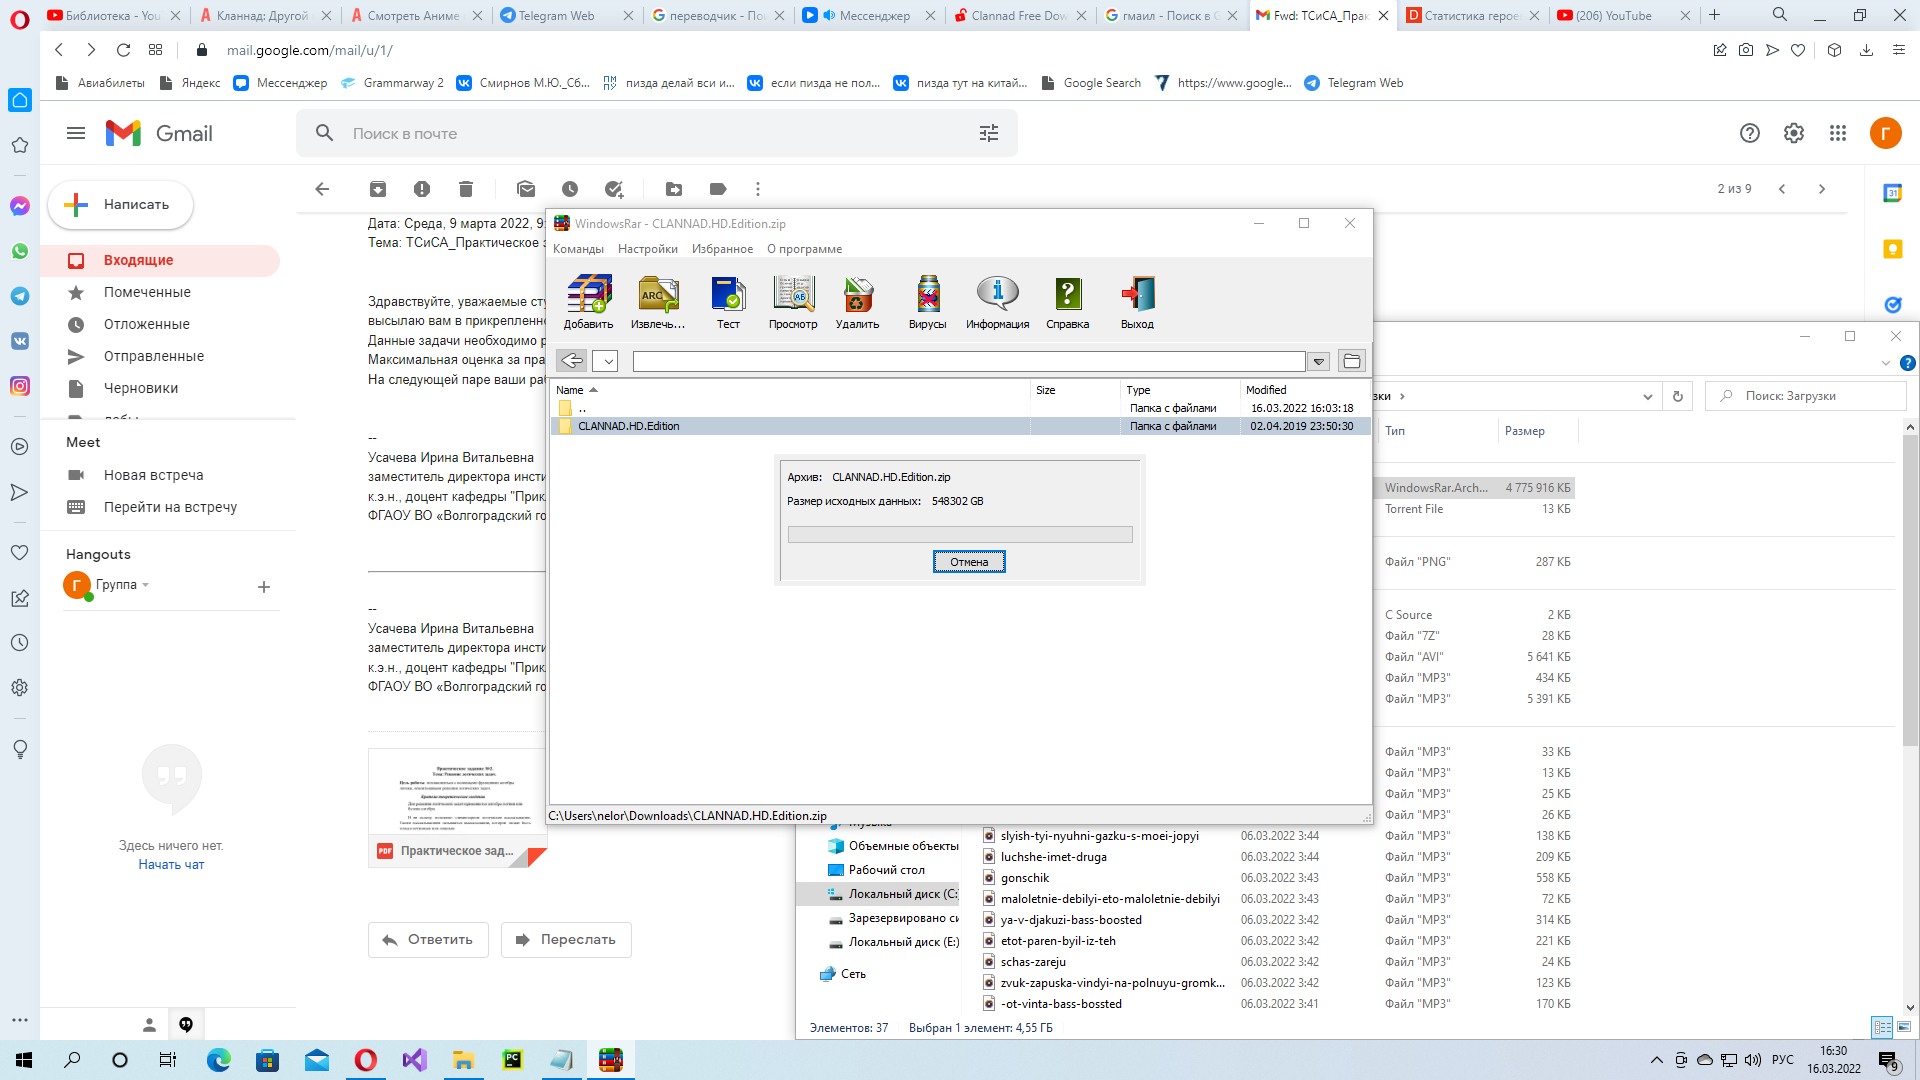 Библиотека - You
Кланнад: Другой
Смотреть Аниме
Telegram Web
переводчик - По
Мессенджер
Clannad Free Dow
гмаил - Поиск в G
Fwd: ТСиСА_Прак
Статистика герое
(206) YouTube
mail.google.com/mail/u/1/
Авиабилеты
Яндекс
Мессенджер
Grammarway 2
Смирнов М.Ю._Сб...
пизда делай вси и...
если пизда не пол...
пизда тут на китай...
Google Search
https://www.google...
Telegram Web
Gmail
Поиск в почте
Г
Написать
2 из 9
Входящие
Помеченные
Отложенные
Отправленные
Черновики
Meet
Новая встреча
Перейти на встречу
Hangouts
Г
Группа
Здесь ничего нет.
Начать чат
Дата: Среда, 9 марта 2022, 9:
Тема: ТСиСА_Практическое з
Здравствуйте, уважаемые сту
высылаю вам в прикрепленно
Данные задачи необходимо р
Максимальная оценка за пра
На следующей паре ваши раб
--
Усачева Ирина Витальевна
заместитель директора инсти
к.э.н., доцент кафедры "Прик
ФГАОУ ВО «Волгоградский го
--
Усачева Ирина Витальевна
заместитель директора инсти
к.э.н., доцент кафедры "Прик
ФГАОУ ВО «Волгоградский го
PDF
Практическое зад...
Ответить
Переслать
WindowsRar - CLANNAD.HD.Edition.zip
Команды
Настройки
Избранное
О программе
Добавить
Извлечь...
Тест
Просмотр
Удалить
Вирусы
Информация
Справка
Выход
Name
Size
Type
Modified
..
Папка с файлами
16.03.2022 16:03:18
CLANNAD.HD.Edition
Папка с файлами
02.04.2019 23:50:30
Архив: CLANNAD.HD.Edition.zip
Размер исходных данных: 548302 GB
Отмена
C:\Users\nelor\Downloads\CLANNAD.HD.Edition.zip
зки
Поиск: Загрузки
Тип
Размер
WindowsRar.Arch...
4 775 916 КБ
Torrent File
13 КБ
Файл "PNG"
287 КБ
C Source
2 КБ
Файл "7Z"
28 КБ
Файл "AVI"
5 641 КБ
Файл "MP3"
434 КБ
Файл "MP3"
5 391 КБ
Файл "MP3"
33 КБ
Файл "MP3"
13 КБ
Файл "MP3"
25 КБ
Файл "MP3"
26 КБ
Объемные объекты
Рабочий стол
Локальный диск (C:
Зарезервировано си
Локальный диск (E:)
Сеть
slyish-tyi-nyuhni-gazku-s-moei-jopyi
06.03.2022 3:44
Файл "MP3"
138 КБ
luchshe-imet-druga
06.03.2022 3:44
Файл "MP3"
209 КБ
gonschik
06.03.2022 3:43
Файл "MP3"
558 КБ
maloletnie-debilyi-eto-maloletnie-debilyi
06.03.2022 3:43
Файл "MP3"
72 КБ
ya-v-djakuzi-bass-boosted
06.03.2022 3:42
Файл "MP3"
314 КБ
etot-paren-byil-iz-teh
06.03.2022 3:42
Файл "MP3"
221 КБ
schas-zareju
06.03.2022 3:42
Файл "MP3"
24 КБ
zvuk-zapuska-vindyi-na-polnuyu-gromk...
06.03.2022 3:42
Файл "MP3"
123 КБ
-ot-vinta-bass-bossted
06.03.2022 3:41
Файл "MP3"
170 КБ
Элементов: 37
Выбран 1 элемент: 4,55 ГБ
РУС
16:30
16.03.2022
9